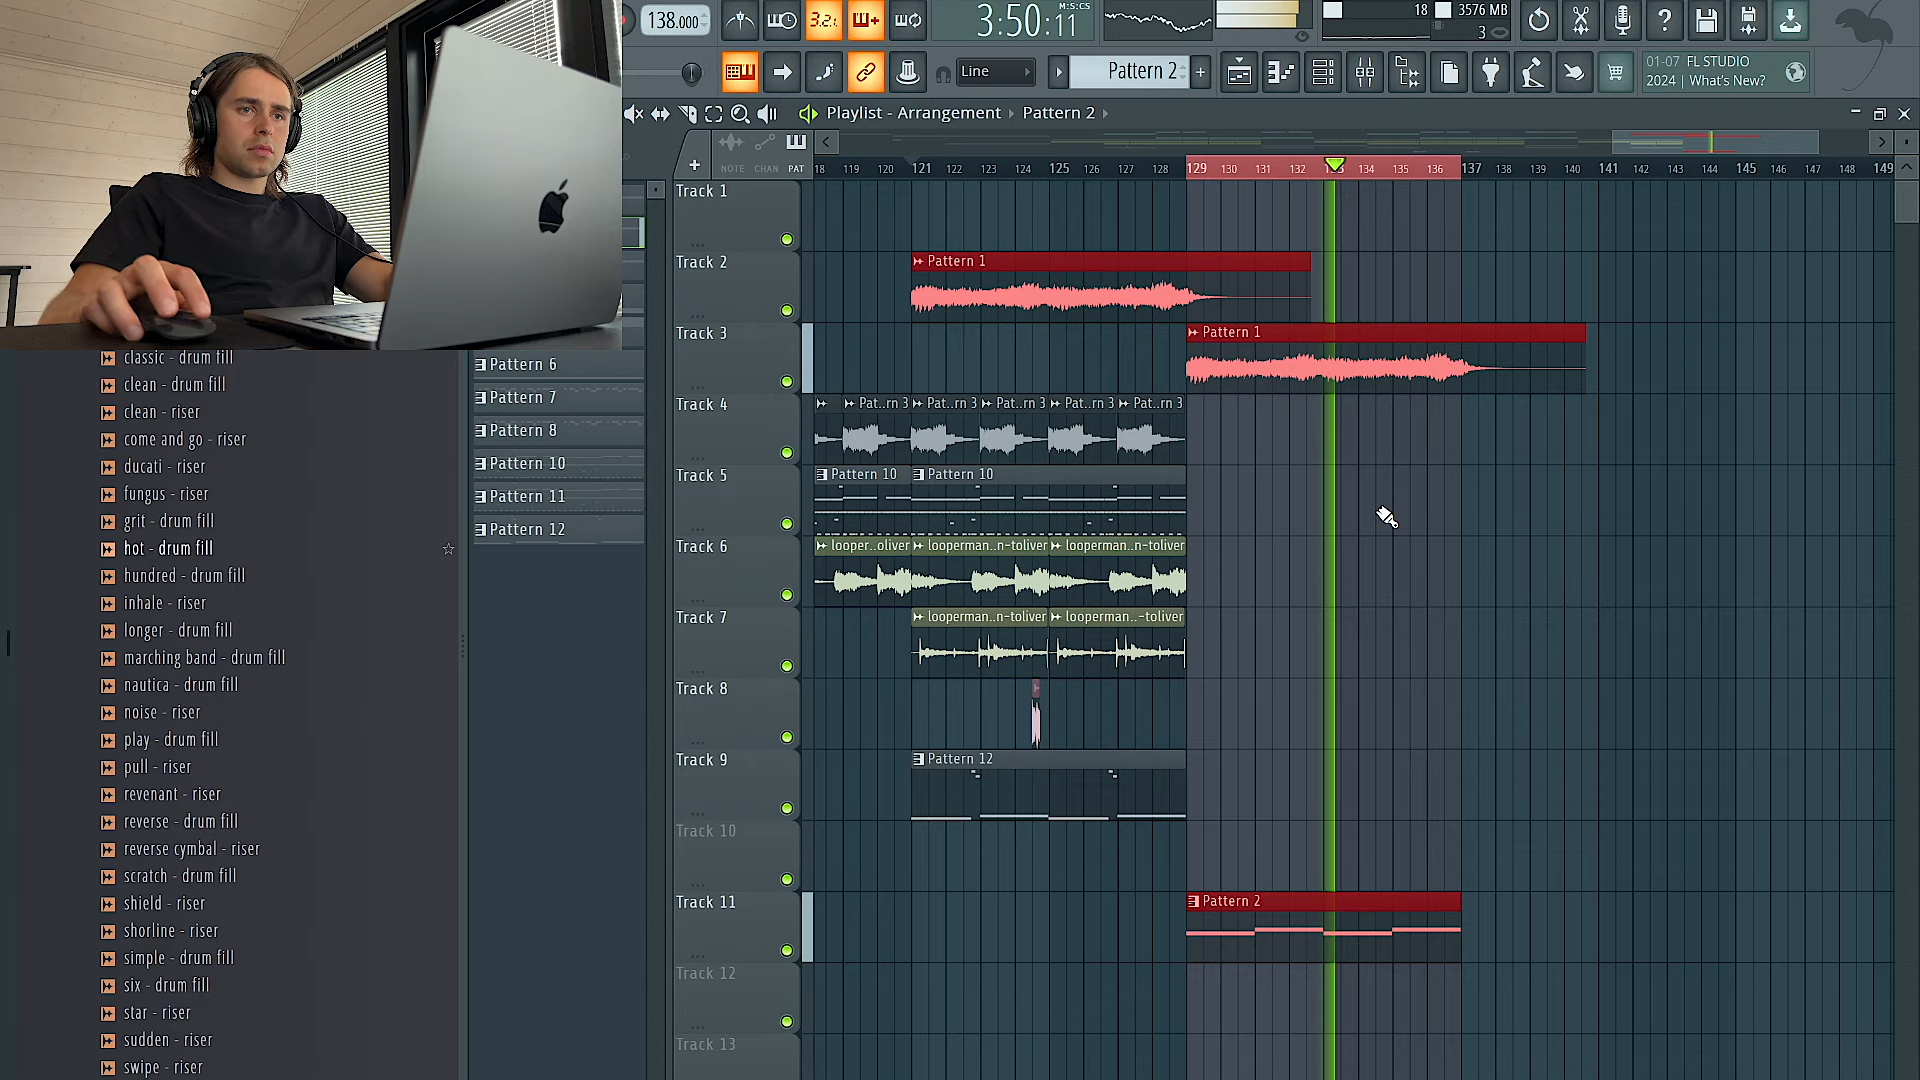 138.000
3.2.
3:50:11
M:S:CS
18
3576 MB
3
Line
Pattern 2
+
01-07 FL STUDIO
2024 | What's New?
Playlist - Arrangement
Pattern 2
NOTE
CHAN
PAT
118
119
120
121
122
123
124
125
126
127
128
129
130
131
132
134
135
136
137
138
139
140
141
142
143
144
145
146
147
148
149
Track 1
Track 2
Pattern 1
Track 3
Pattern 1
Track 4
Pat..rn 3
Pat..rn 3
Pat..rn 3
Pat..rn 3
Pat..rn 3
Track 5
Pattern 10
Pattern 10
Track 6
looper..oliver
looperman..n-toliver
looperman..n-toliver
Track 7
looperman..n-toliver
looperman..-toliver
Track 8
Track 9
Pattern 12
Track 10
Track 11
Pattern 2
Track 12
Track 13
Pattern 6
Pattern 7
Pattern 8
Pattern 10
Pattern 11
Pattern 12
classic - drum fill
clean - drum fill
clean - riser
come and go - riser
ducati - riser
fungus - riser
grit - drum fill
hot - drum fill
hundred - drum fill
inhale - riser
longer - drum fill
marching band - drum fill
nautica - drum fill
noise - riser
play - drum fill
pull - riser
revenant - riser
reverse - drum fill
reverse cymbal - riser
scratch - drum fill
shield - riser
shorline - riser
simple - drum fill
six - drum fill
star - riser
sudden - riser
swipe - riser